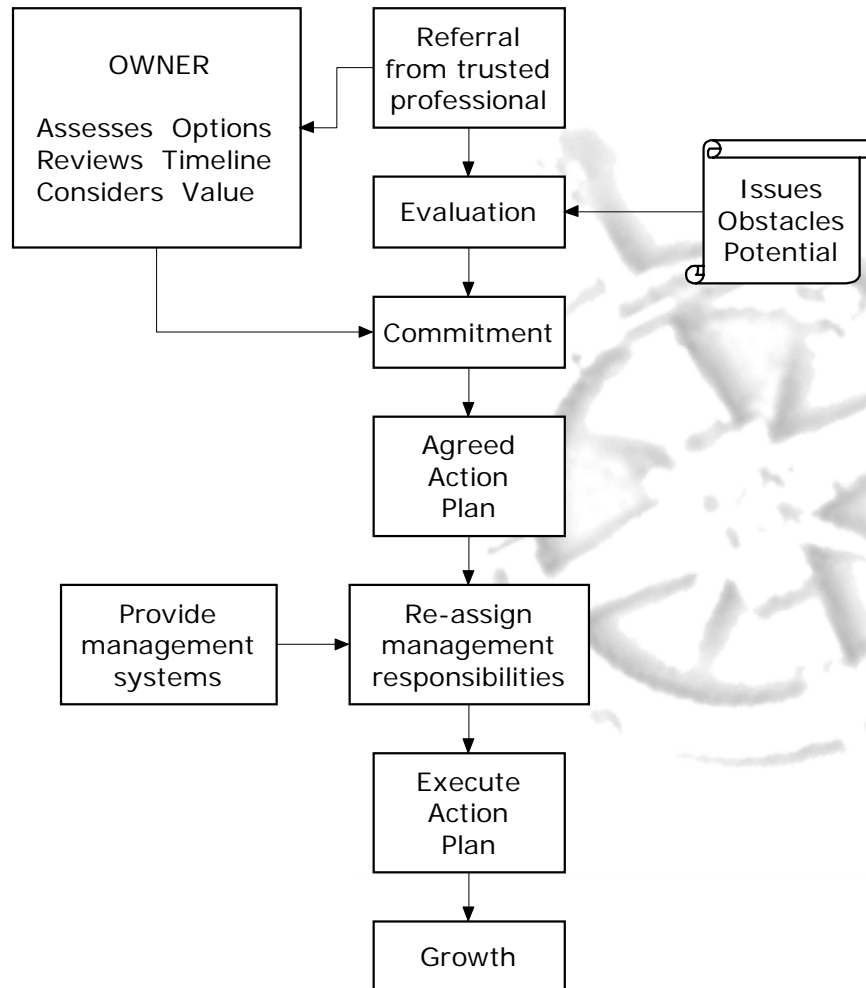 OWNER
Assesses Options
Reviews Timeline
Considers Value
Referral
from trusted
professional
Evaluation
Issues
Obstacles
Potential
Commitment
Agreed
Action
Plan
Provide
management
systems
Re-assign
management
responsibilities
Execute
Action
Plan
Growth